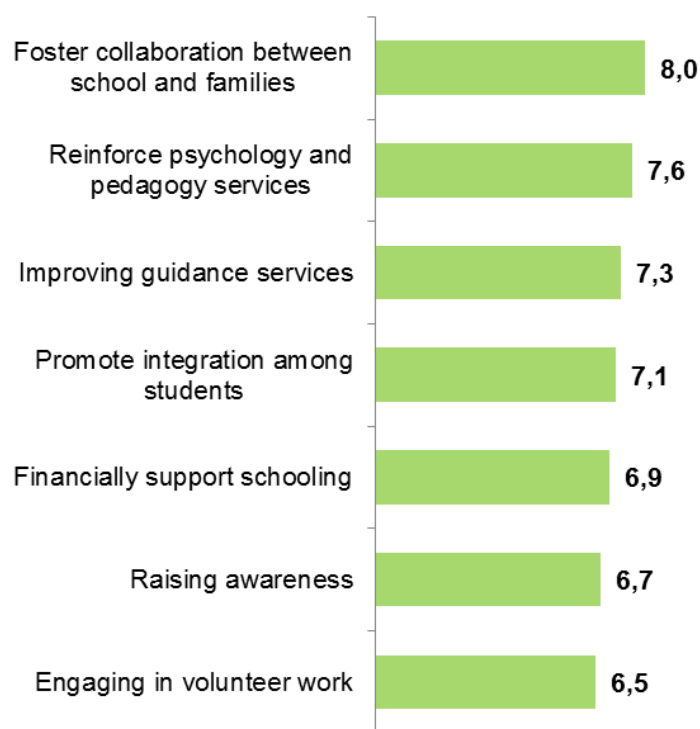 Foster collaboration between
school and families
8,0
Reinforce psychology and
pedagogy services
7,6
Improving guidance services
7,3
Promote integration among
students
7,1
Financially support schooling
6,9
Raising awareness
6,7
Engaging in volunteer work
6,5